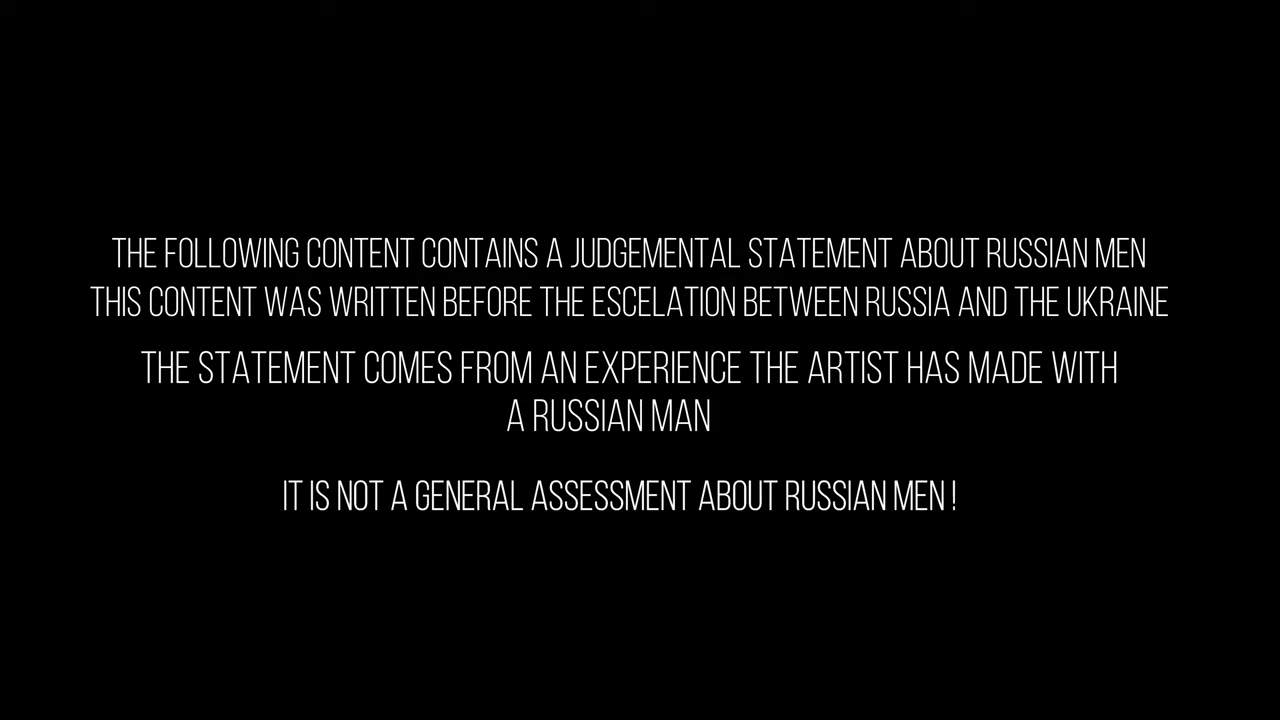 THE FOLLOWING CONTENT CONTAINS A JUDGEMENTAL STATEMENT ABOUT RUSSIAN MEN
THIS CONTENT WAS WRITTEN BEFORE THE ESCELATION BETWEEN RUSSIA AND THE UKRAINE
THE STATEMENT COMES FROM AN EXPERIENCE THE ARTIST HAS MADE WITH
A RUSSIAN MAN
IT IS NOT A GENERAL ASSESSMENT ABOUT RUSSIAN MEN !